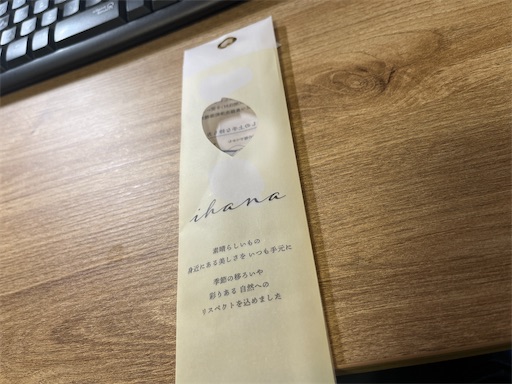 ihana
素晴らしいもの
身近にある美しさを いつも手元に
季節の移ろいや
彩りある 自然への
リスペクトを込めました